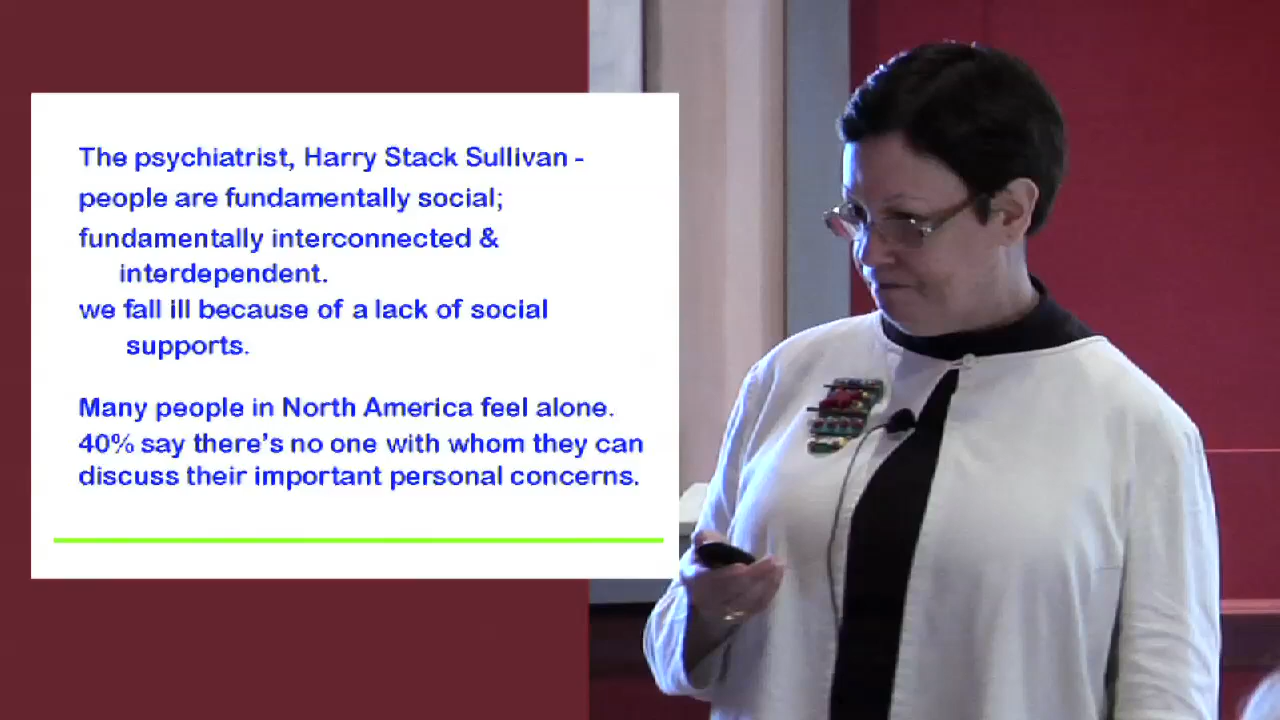 The psychiatrist, Harry Stack Sullivan -
people are fundamentally social;
fundamentally interconnected &
interdependent.
we fall ill because of a lack of social
supports.
Many people in North America feel alone.
40% say there's no one with whom they can
discuss their important personal concerns.